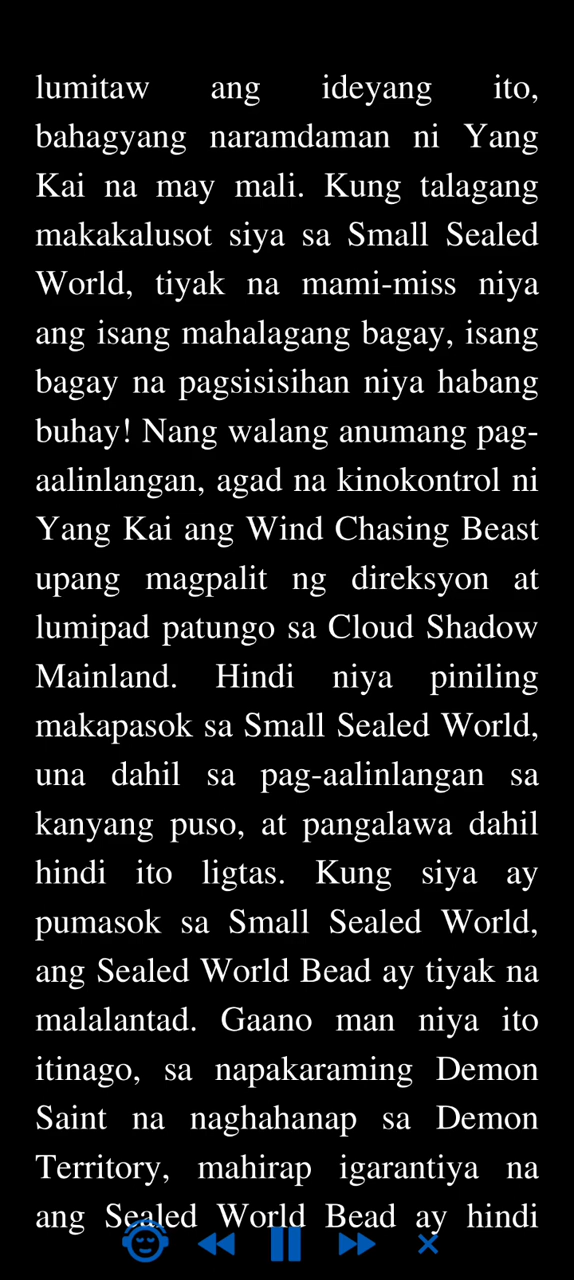 lumitaw ang ideyang ito,
bahagyang naramdaman ni Yang
Kai na may mali. Kung talagang
makakalusot siya sa Small Sealed
World, tiyak na mami-miss niya
ang isang mahalagang bagay, isang
bagay na pagsisisihan niya habang
buhay! Nang walang anumang pag-
aalinlangan, agad na kinokontrol ni
Yang Kai ang Wind Chasing Beast
upang magpalit ng direksyon at
lumipad patungo sa Cloud Shadow
Mainland. Hindi niya piniling
makapasok sa Small Sealed World,
una dahil sa pag-aalinlangan sa
kanyang puso, at pangalawa dahil
hindi ito ligtas. Kung siya ay
pumasok sa Small Sealed World,
ang Sealed World Bead ay tiyak na
malalantad. Gaano man niya ito
itinago, sa napakaraming Demon
Saint na naghahanap sa Demon
Territory, mahirap igarantiya na
ang Sealed World Bead ay hindi